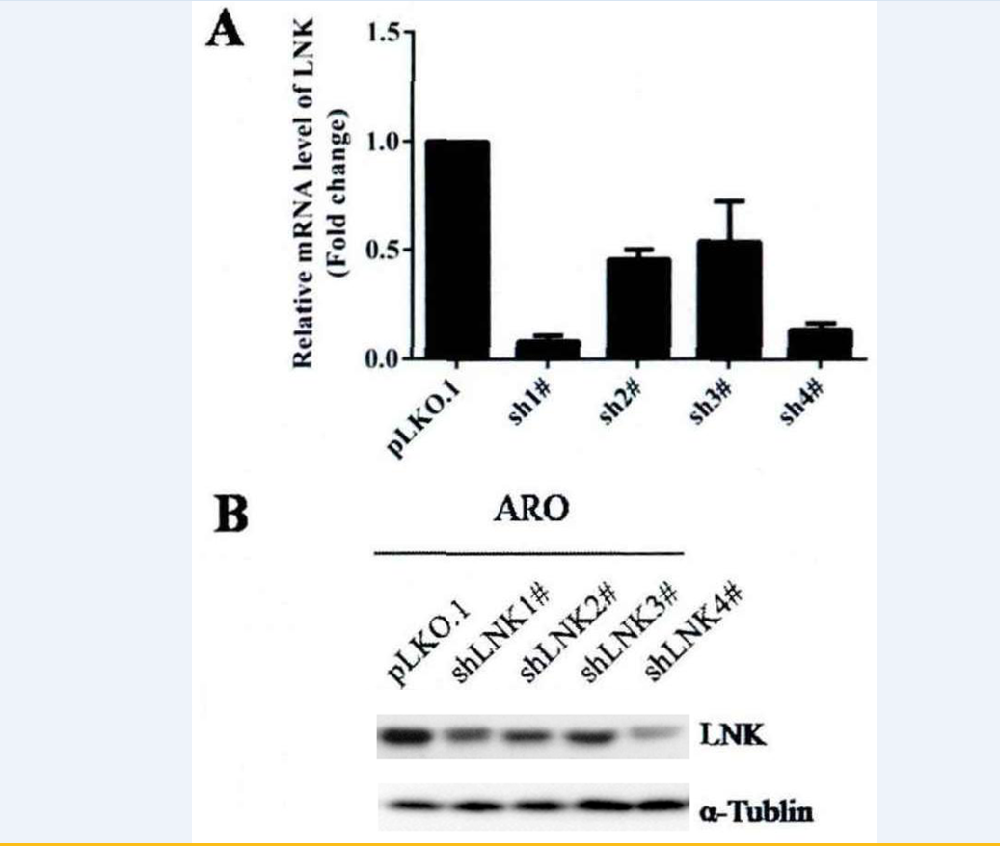 A
Relative mRNA level of LNK
(Fold change)
1.5
1.0
0.5
0.0
pLKO.1
sh1#
sh2#
sh3#
sh4#
B
ARO
pLKO.1
shLNK1#
shLNK2#
shLNK3#
shLNK4#
LNK
α-Tublin